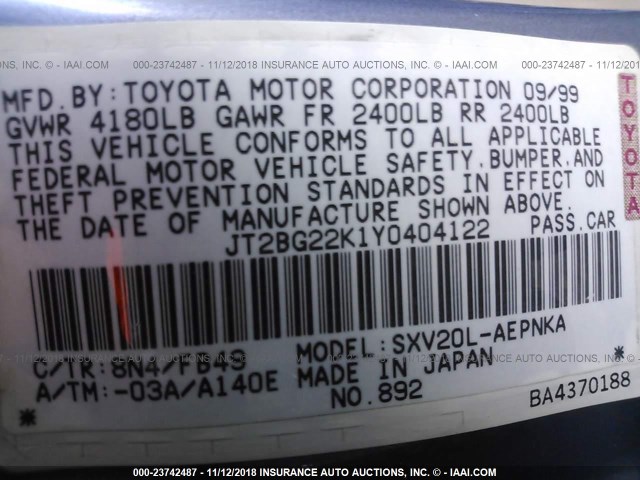 000-23742487 - 11/12/2018 - INSURANCE AUTO AUCTIONS, INC. - © - IAAI.COM
MFD. BY: TOYOTA MOTOR CORPORATION 09/99
GVWR 4180LB GAWR FR 2400LB RR 2400LB
THIS VEHICLE CONFORMS TO ALL APPLICABLE
FEDERAL MOTOR VEHICLE SAFETY, BUMPER, AND
THEFT PREVENTION STANDARDS IN EFFECT ON
THE DATE OF MANUFACTURE SHOWN ABOVE.
JT2BG22K1Y0404122 PASS. CAR
TOYOTA
C/TR: 8N4/FB49 MODEL: SXV20L-AEPNKA
A/TM: -03A/A140E MADE IN JAPAN
* NO. 892 BA4370188 *
000-23742487 - 11/12/2018 - INSURANCE AUTO AUCTIONS, INC. - © - IAAI.COM